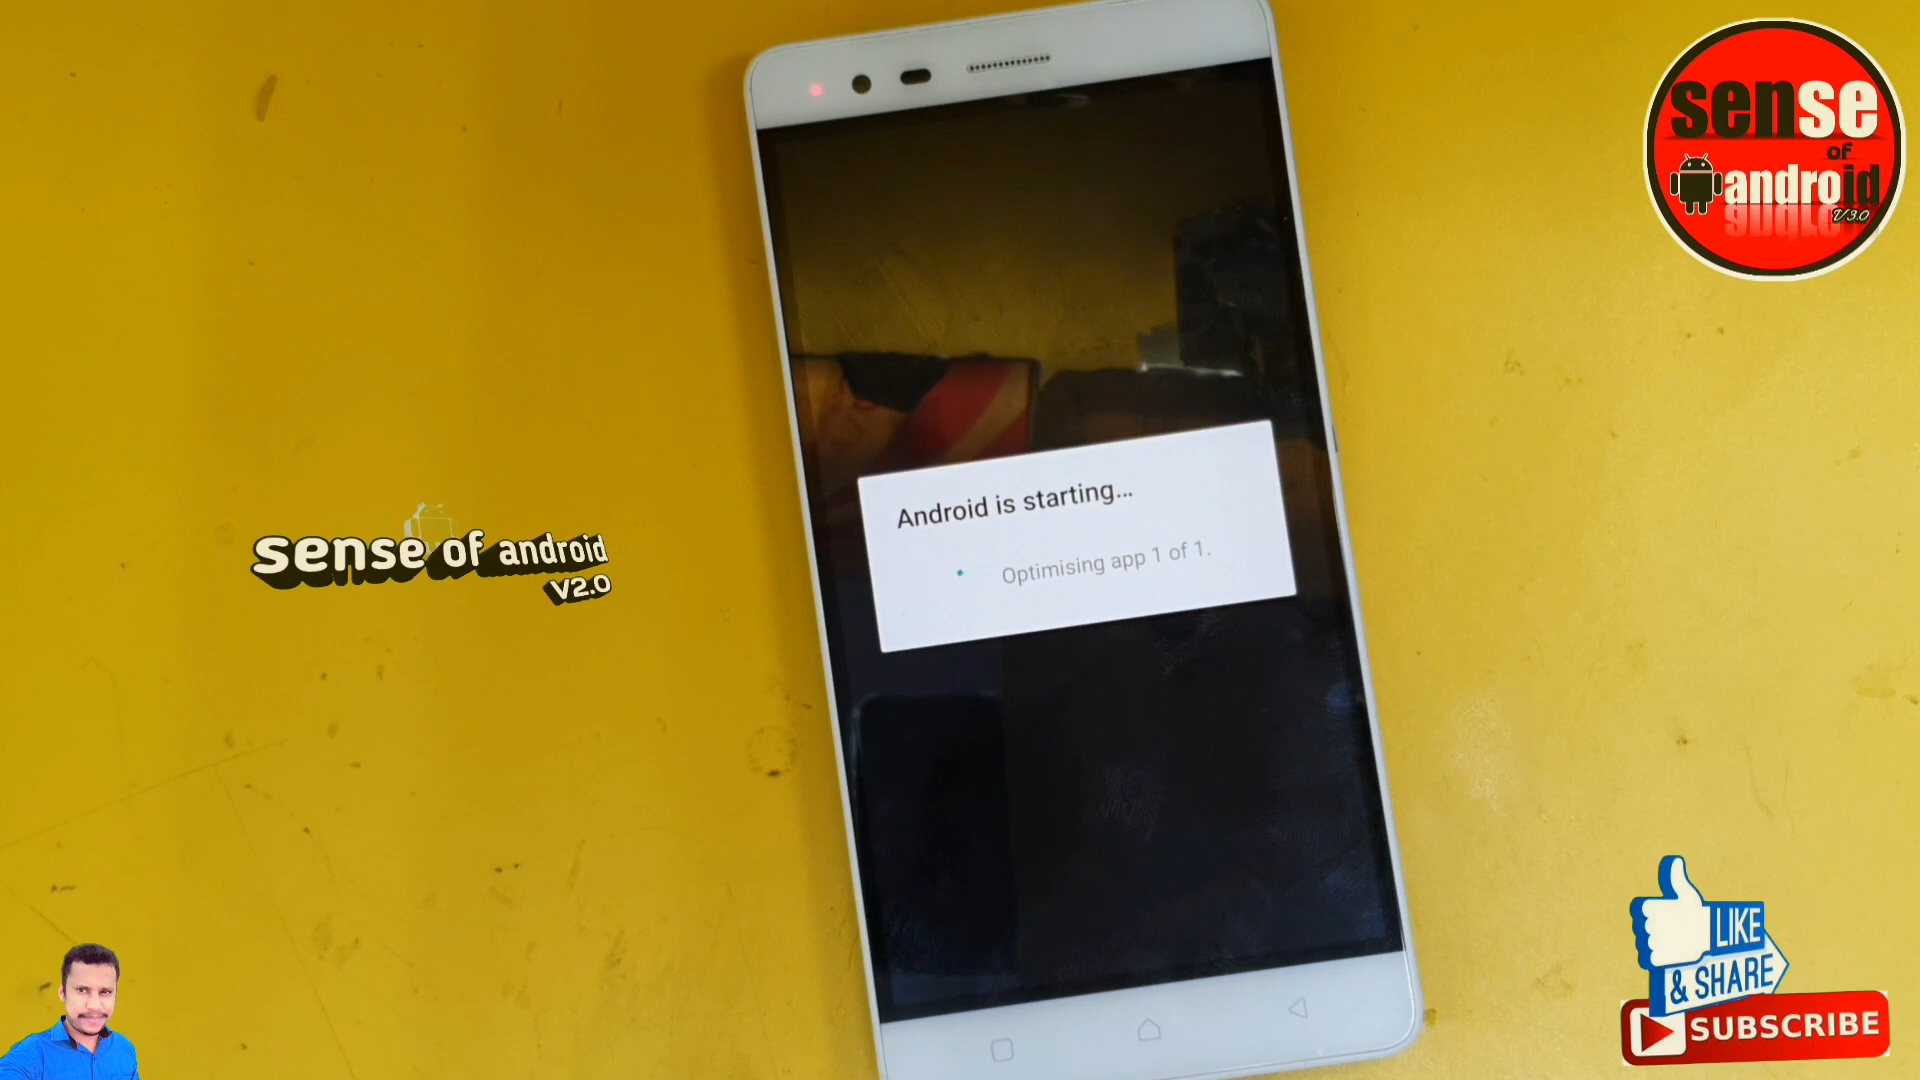 sense
of
android
V3.0
Android is starting...
Optimising app 1 of 1.
sense of android
V2.0
LIKE
& SHARE
SUBSCRIBE